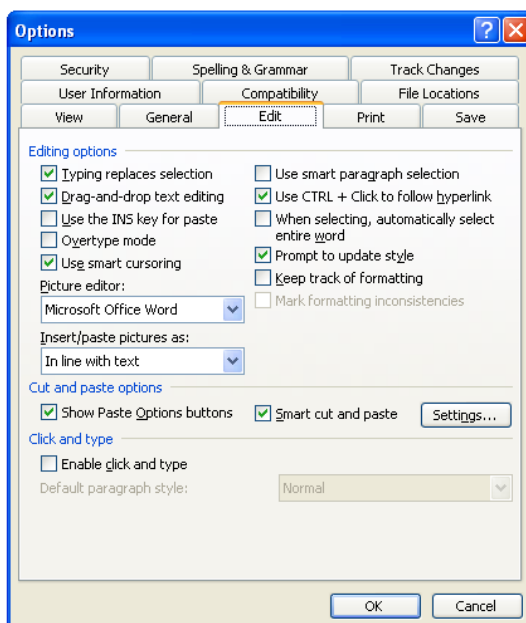 Options
Security
Spelling & Grammar
Track Changes
User Information
Compatibility
File Locations
View
General
Edit
Print
Save
Editing options
Typing replaces selection
Drag-and-drop text editing
Use the INS key for paste
Overtype mode
Use smart cursoring
Picture editor:
Microsoft Office Word
Insert/paste pictures as:
In line with text
Use smart paragraph selection
Use CTRL + Click to follow hyperlink
When selecting, automatically select
entire word
Prompt to update style
Keep track of formatting
Mark formatting inconsistencies
Cut and paste options
Show Paste Options buttons
Smart cut and paste
Settings...
Click and type
Enable click and type
Default paragraph style:
Normal
OK
Cancel